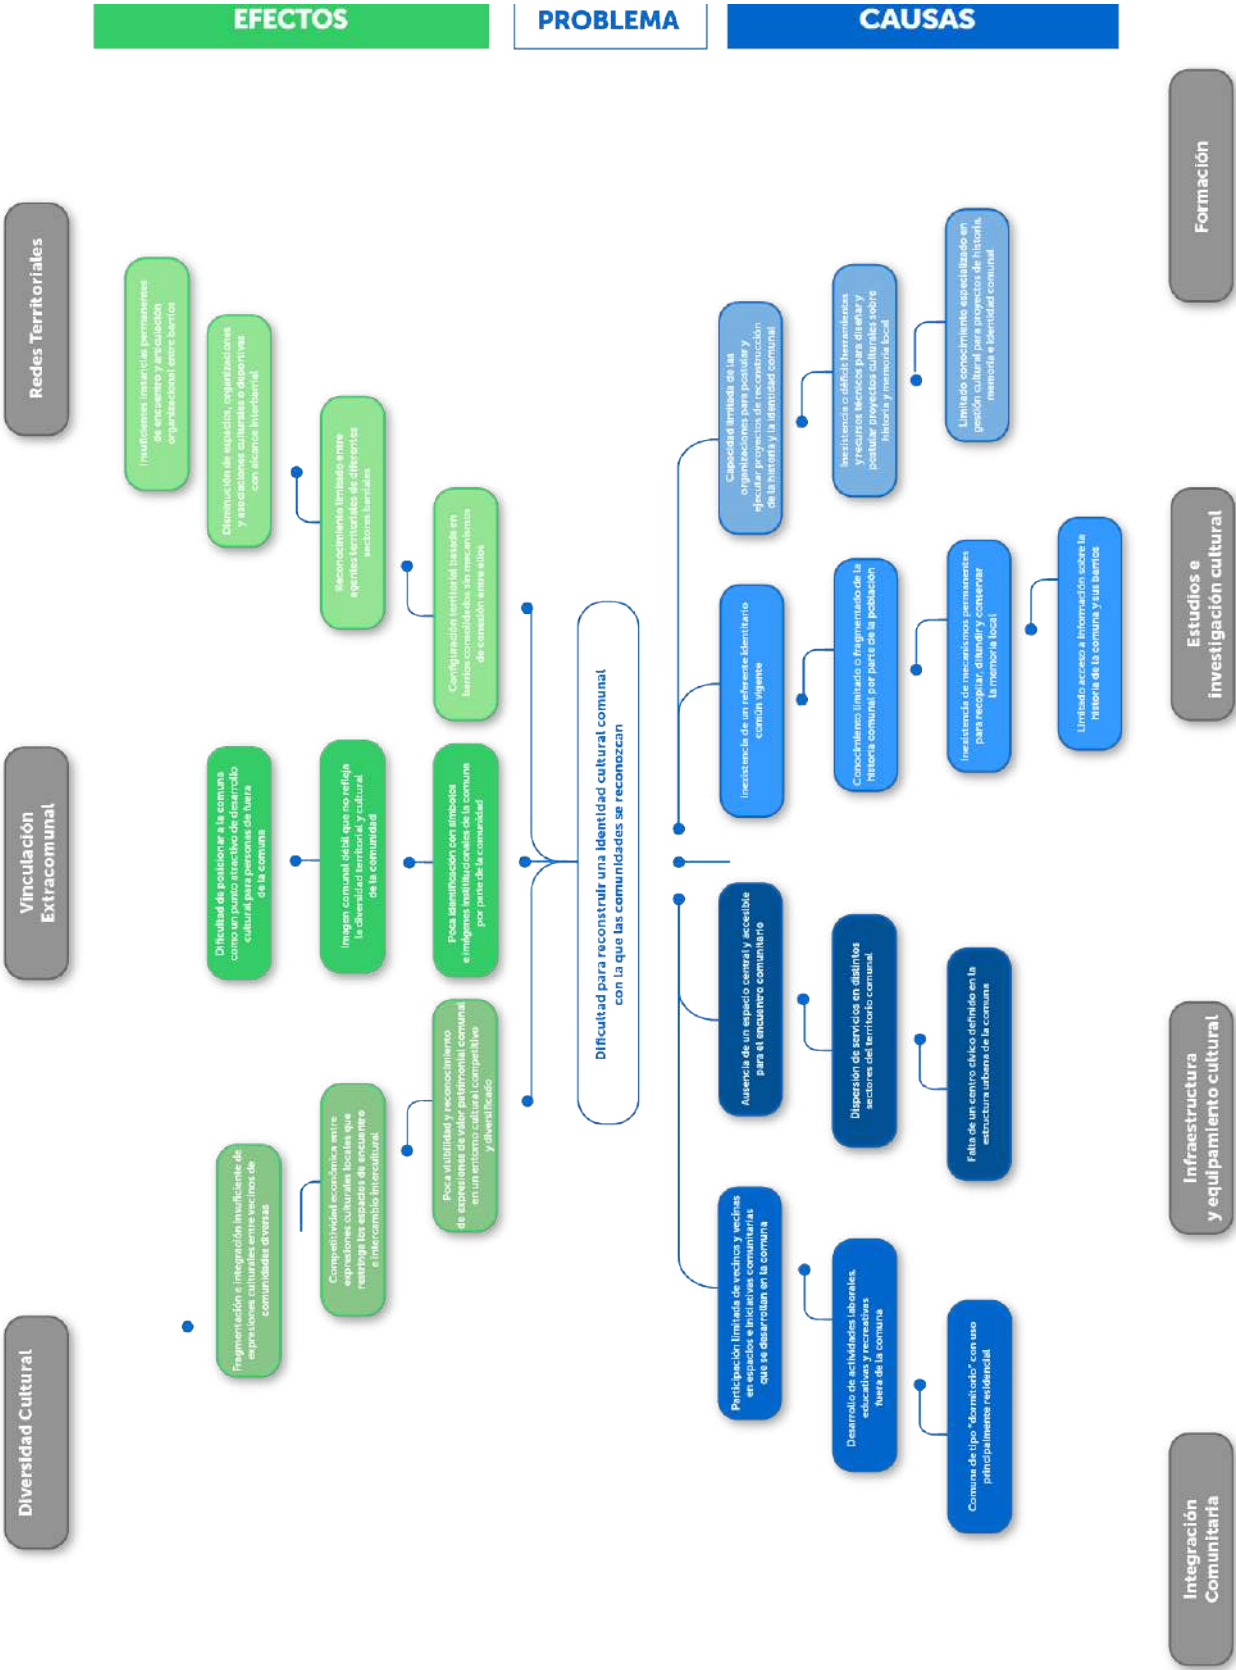 EFECTOS
PROBLEMA
CAUSAS
Diversidad Cultural
Vinculación
Extracomunal
Redes Territoriales
Fragmentación e integración insuficiente de
expresiones culturales entre vecinos de
comunidades diversas
Competitividad económica entre
expresiones culturales locales que
restringe los espacios de encuentro
e intercambio intercultural
Poca visibilidad y reconocimiento
de expresiones de valor patrimonial comunal
en un entorno cultural competitivo
y diversificado
Dificultad de posicionar a la comuna
como un punto atractivo de desarrollo
cultural para personas de fuera
de la comuna
Imagen comunal débil que no refleja
la diversidad territorial y cultural
de la comunidad
Poca identificación con símbolos
e imágenes institucionales de la comuna
por parte de la comunidad
Insuficientes instancias permanentes
de encuentro y articulación
organizacional entre barrios
Disminución de espacios, organizaciones
y asociaciones culturales o deportivas
con alcance interbarrial
Reconocimiento limitado entre
agentes territoriales de diferentes
sectores barriales
Configuración territorial basada en
barrios consolidados sin mecanismos
de conexión entre ellos
Dificultad para reconstruir una identidad cultural comunal
con la que las comunidades se reconozcan
Participación limitada de vecinos y vecinas
en espacios e iniciativas comunitarias
que se desarrollan en la comuna
Desarrollo de actividades laborales,
educativas y recreativas
fuera de la comuna
Comuna de tipo "dormitorio" con uso
principalmente residencial
Ausencia de un espacio central y accesible
para el encuentro comunitario
Dispersión de servicios en distintos
sectores del territorio comunal
Falta de un centro cívico definido en la
estructura urbana de la comuna
Inexistencia de un referente identitario
común vigente
Conocimiento limitado o fragmentado de la
historia comunal por parte de la población
Inexistencia de mecanismos permanentes
para recopilar, difundir y conservar
la memoria local
Limitado acceso a información sobre la
historia de la comuna y sus barrios
Capacidad limitada de las
organizaciones para postular y
ejecutar proyectos de reconstrucción
de la historia y la identidad comunal
Inexistencia o déficit herramientas
y recursos técnicos para diseñar y
postular proyectos culturales sobre
historia y memoria local
Limitado conocimiento especializado en
gestión cultural para proyectos de historia,
memoria e identidad comunal
Integración
Comunitaria
Infraestructura
y equipamiento cultural
Estudios e
investigación cultural
Formación